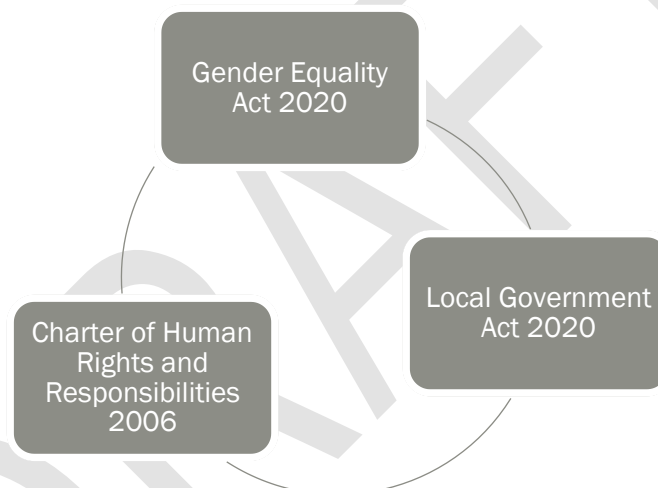 Gender Equality
Act 2020
Local Government
Act 2020
Charter of Human
Rights and
Responsibilities
2006